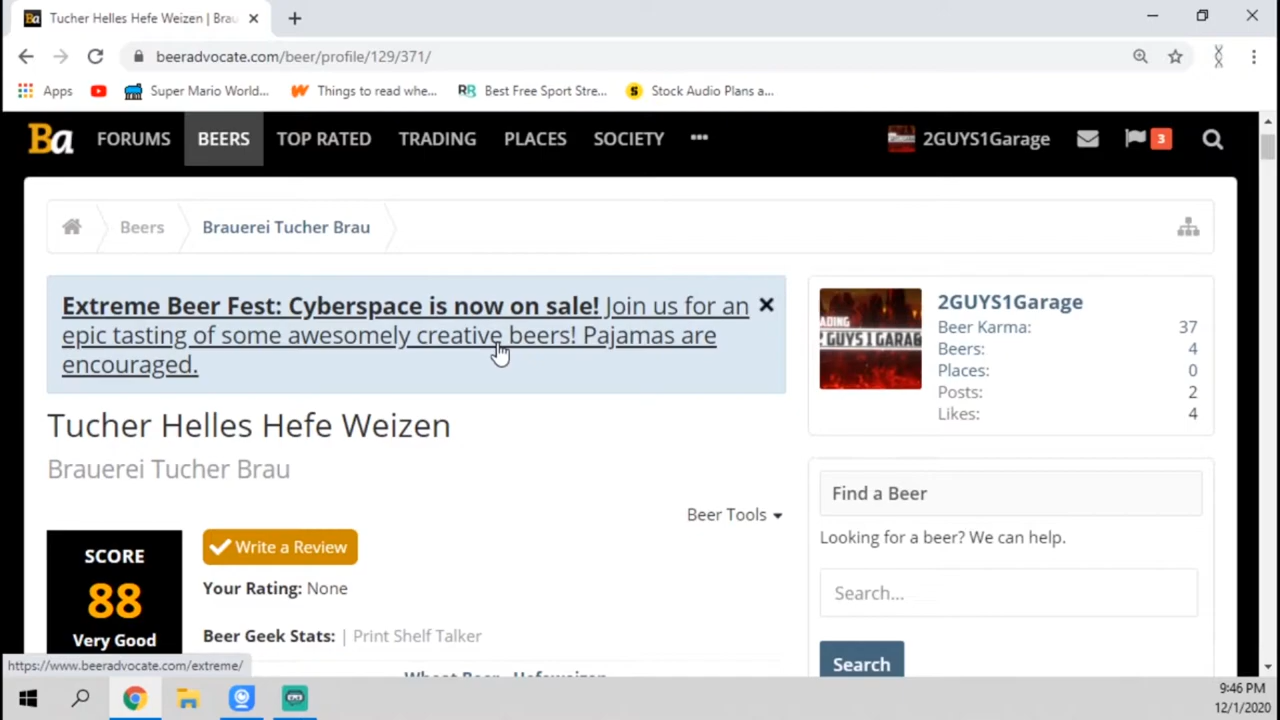 Tucher Helles Hefe Weizen | Brau
beeradvocate.com/beer/profile/129/371/
Apps
Super Mario World...
Things to read whe...
RB Best Free Sport Stre...
S Stock Audio Plans a...
Ba FORUMS BEERS TOP RATED TRADING PLACES SOCIETY ••• 2GUYS1Garage 3
Beers Brauerei Tucher Brau
Extreme Beer Fest: Cyberspace is now on sale! Join us for an
epic tasting of some awesomely creative beers! Pajamas are
encouraged.
Tucher Helles Hefe Weizen
Brauerei Tucher Brau
Beer Tools
SCORE
88
Very Good
Write a Review
Your Rating: None
Beer Geek Stats: | Print Shelf Talker
Wheat Beer - Hefeweizen
2GUYS1Garage
Beer Karma: 37
Beers: 4
Places: 0
Posts: 2
Likes: 4
Find a Beer
Looking for a beer? We can help.
Search...
Search
https://www.beeradvocate.com/extreme/
9:46 PM
12/1/2020